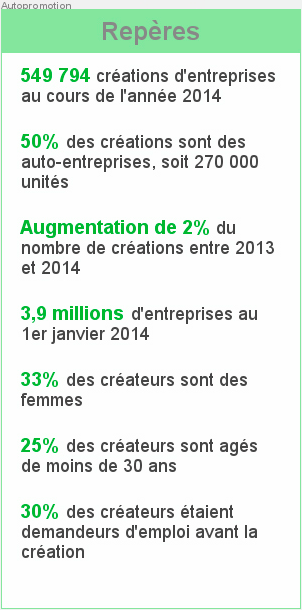 Autopromotion
Repères
549 794 créations d'entreprises
au cours de l'année 2014
50% des créations sont des
auto-entreprises, soit 270 000
unités
Augmentation de 2% du
nombre de créations entre 2013
et 2014
3,9 millions d'entreprises au
1er janvier 2014
33% des créateurs sont des
femmes
25% des créateurs sont agés
de moins de 30 ans
30% des créateurs étaient
demandeurs d'emploi avant la
création